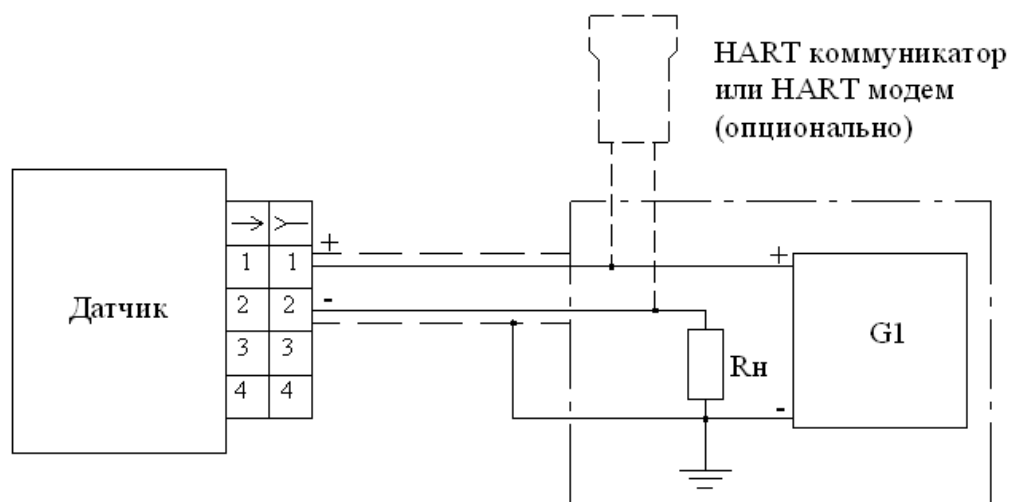 HART коммуникатор
или HART модем
(опционально)
Датчик
+
1 1
-
2 2
3 3
4 4
+
G1
-
Rн